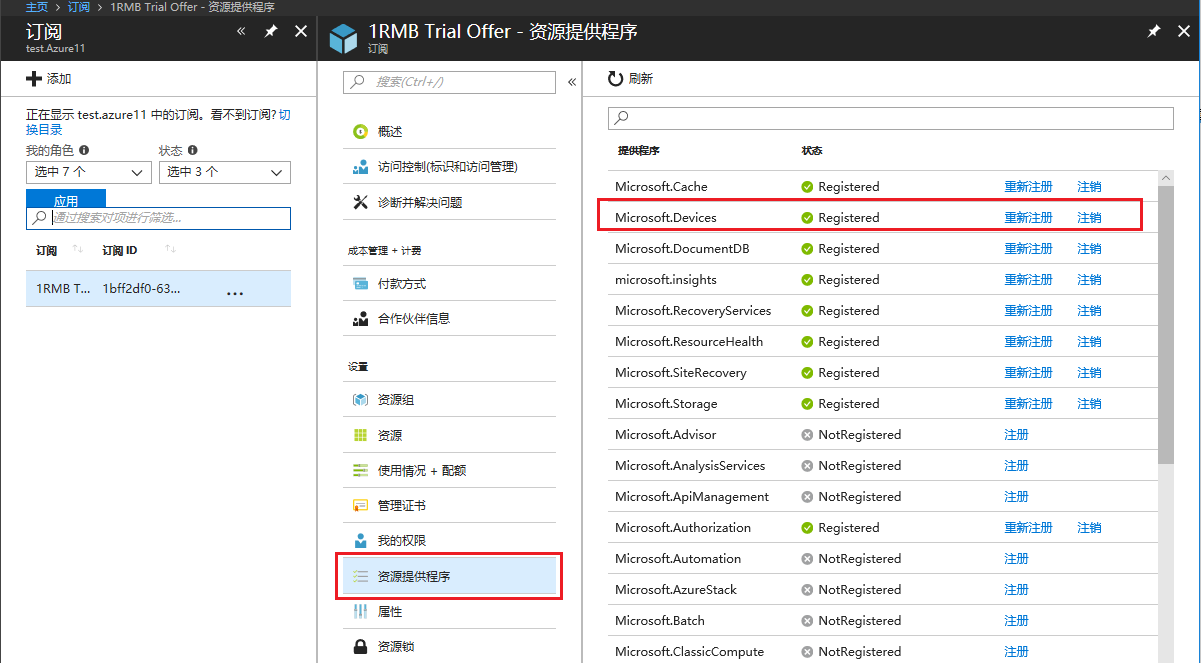 主页 > 订阅 > 1RMB Trial Offer - 资源提供程序
订阅
test.Azure11
添加
正在显示 test.azure11 中的订阅。看不到订阅? 切
换目录
我的角色 状态
选中 7 个 选中 3 个
应用
通过搜索对项进行筛选...
订阅 订阅 ID
1RMB T... 1bff2df0-63... ...
1RMB Trial Offer - 资源提供程序
订阅
搜索(Ctrl+/)
概述
访问控制(标识和访问管理)
诊断并解决问题
成本管理 + 计费
付款方式
合作伙伴信息
设置
资源组
资源
使用情况 + 配额
管理证书
我的权限
资源提供程序
属性
资源锁
刷新
提供程序 状态
Microsoft.Cache Registered 重新注册 注销
Microsoft.Devices Registered 重新注册 注销
Microsoft.DocumentDB Registered 重新注册 注销
microsoft.insights Registered 重新注册 注销
Microsoft.RecoveryServices Registered 重新注册 注销
Microsoft.ResourceHealth Registered 重新注册 注销
Microsoft.SiteRecovery Registered 重新注册 注销
Microsoft.Storage Registered 重新注册 注销
Microsoft.Advisor NotRegistered 注册
Microsoft.AnalysisServices NotRegistered 注册
Microsoft.ApiManagement NotRegistered 注册
Microsoft.Authorization Registered 重新注册 注销
Microsoft.Automation NotRegistered 注册
Microsoft.AzureStack NotRegistered 注册
Microsoft.Batch NotRegistered 注册
Microsoft.ClassicCompute NotRegistered 注册